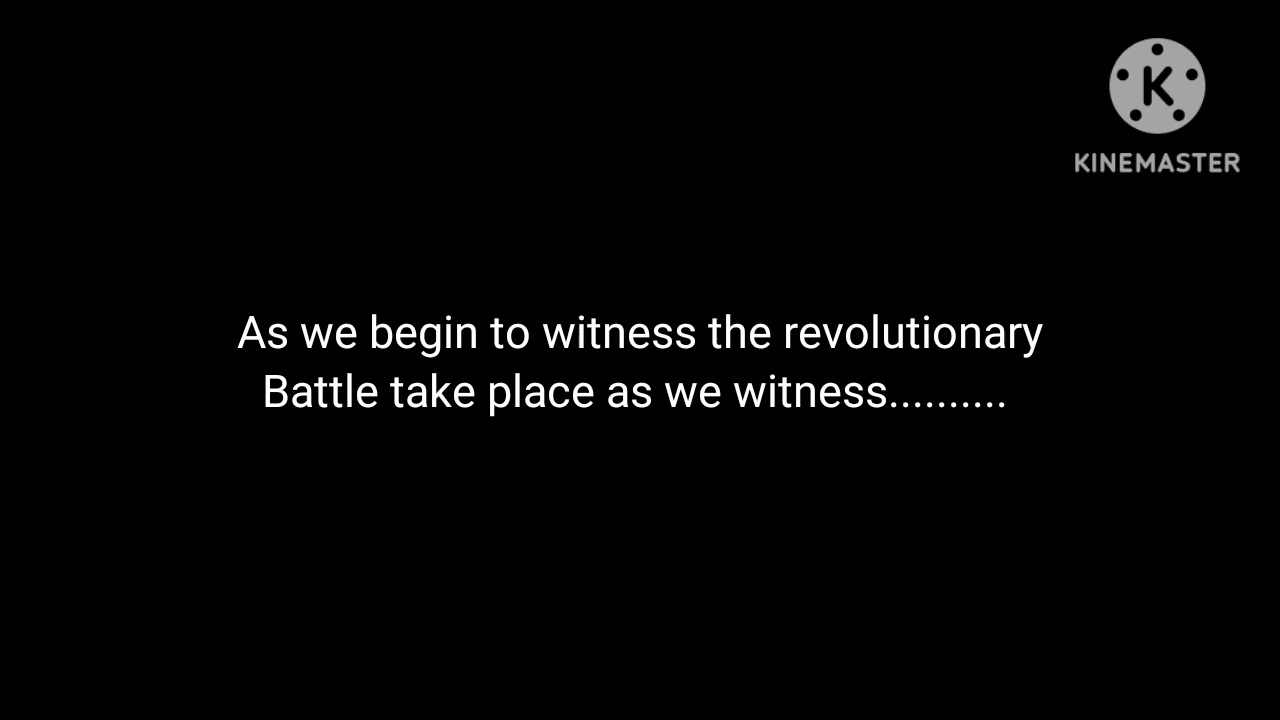 KINEMASTER
As we begin to witness the revolutionary
Battle take place as we witness..........